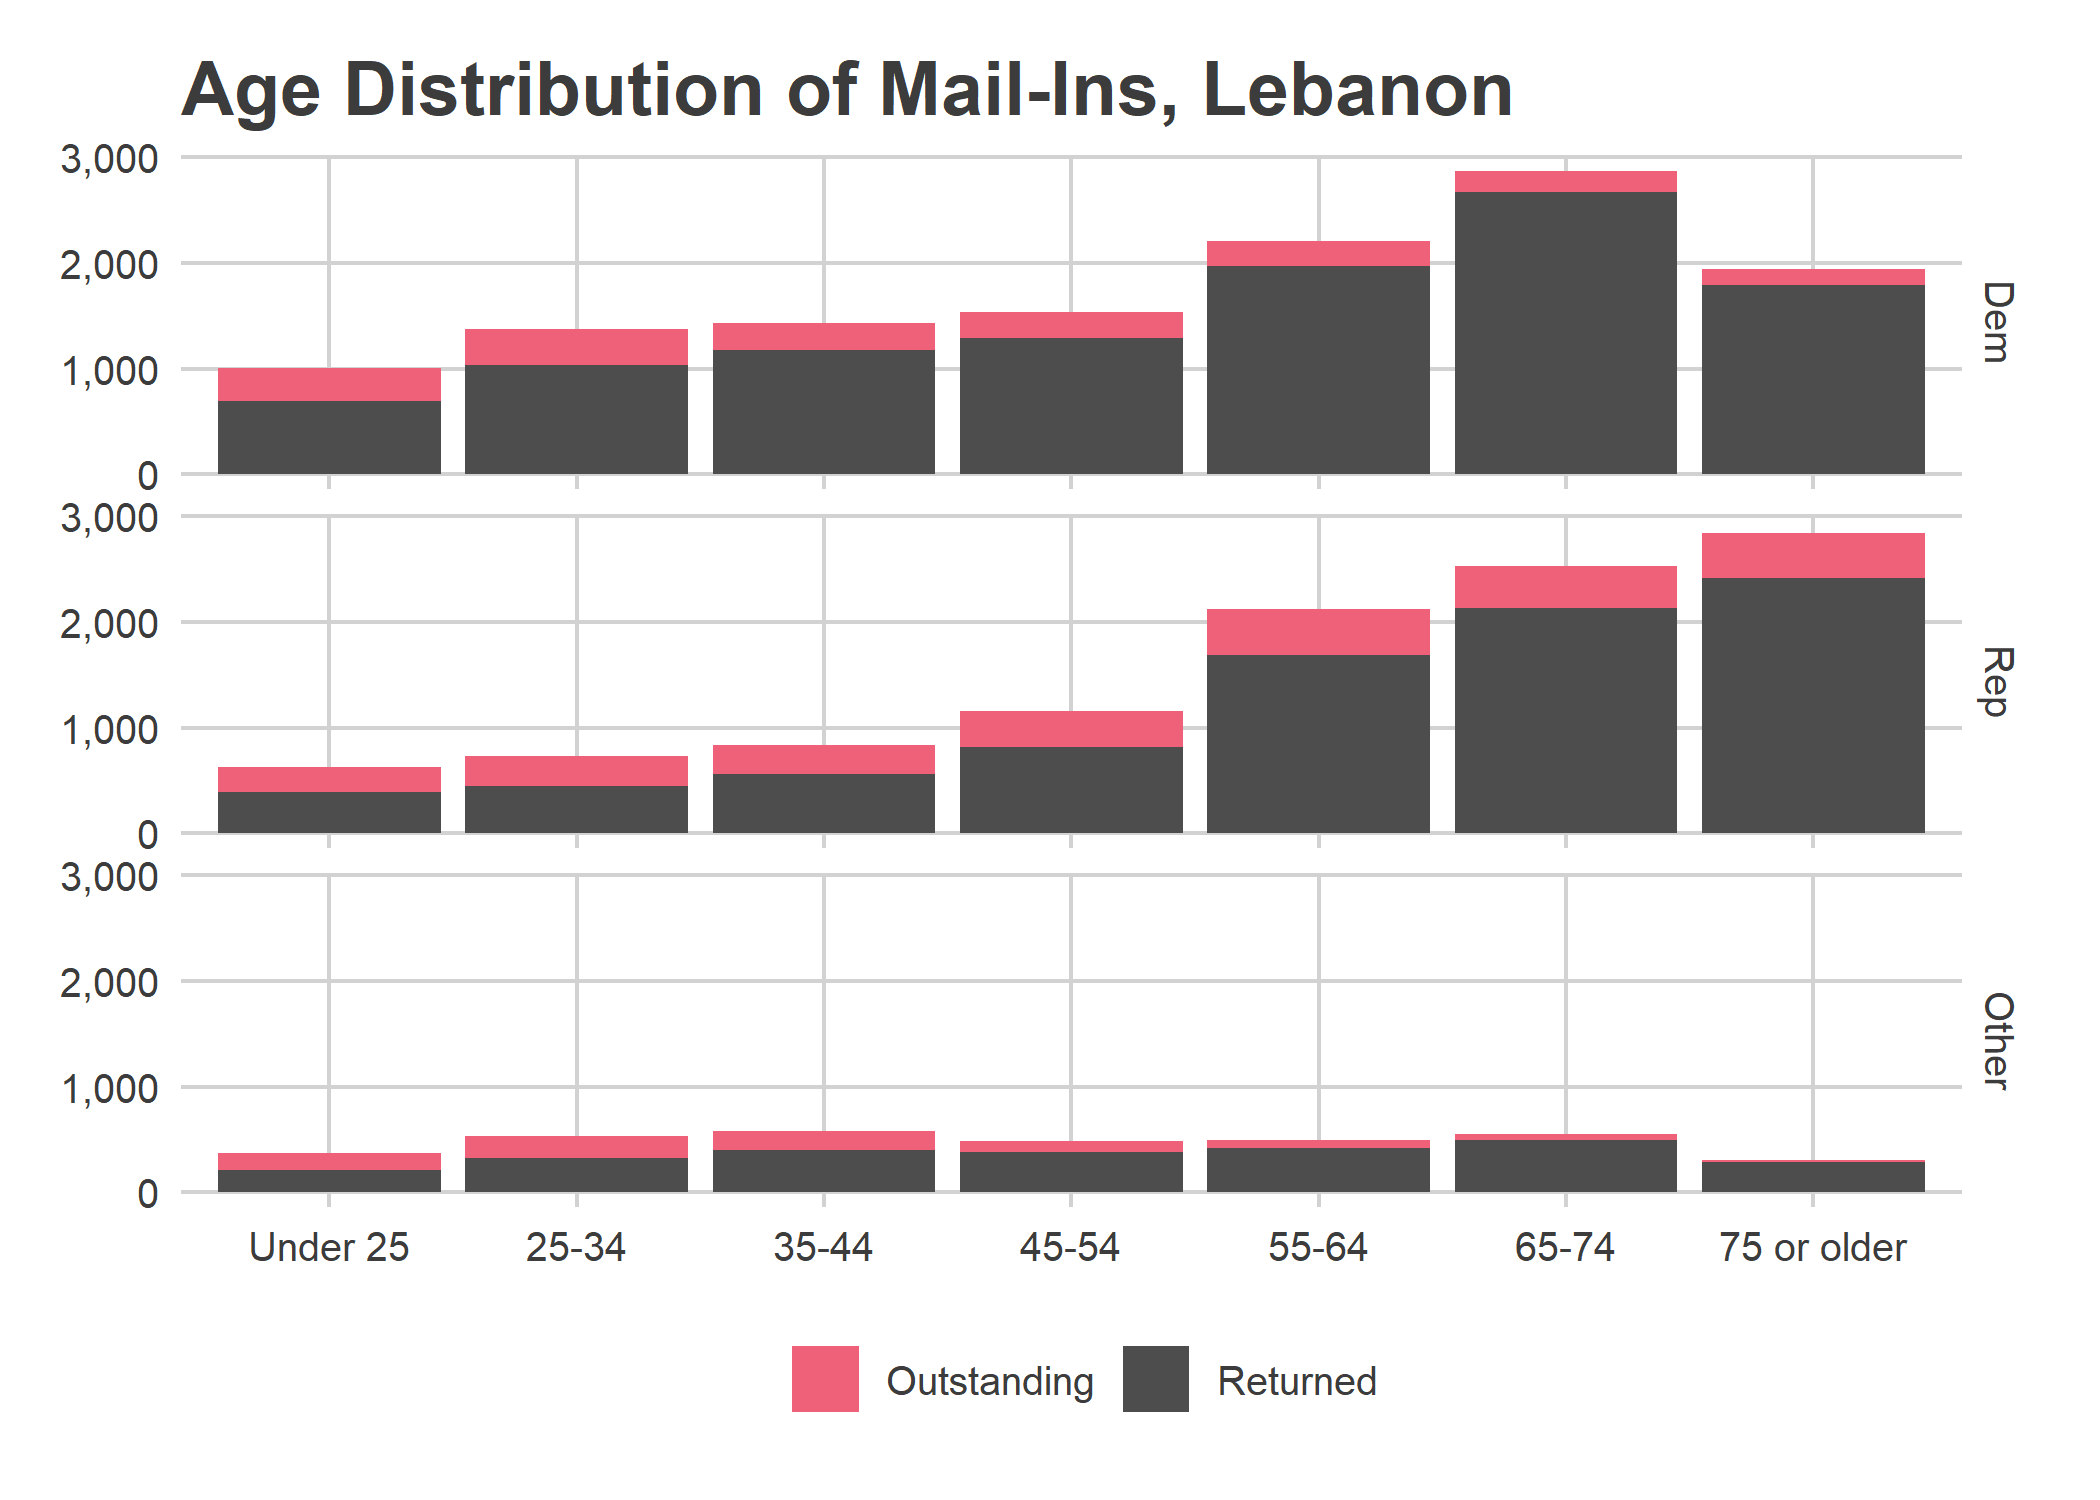 Age Distribution of Mail-Ins, Lebanon
3,000
2,000
1,000
0
Dem
3,000
2,000
1,000
0
Rep
3,000
2,000
1,000
0
Other
Under 25 25-34 35-44 45-54 55-64 65-74 75 or older
Outstanding Returned